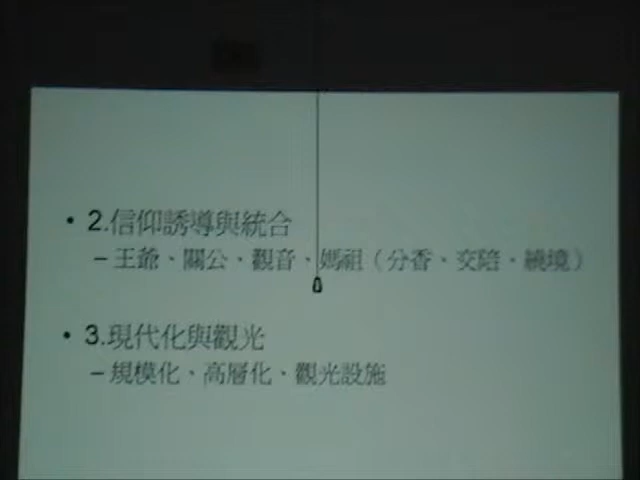 • 2.信仰誘導與統合
– 王爺、關公、觀音、媽祖（分香、交陪、繞境）
• 3.現代化與觀光
– 規模化、高層化、觀光設施